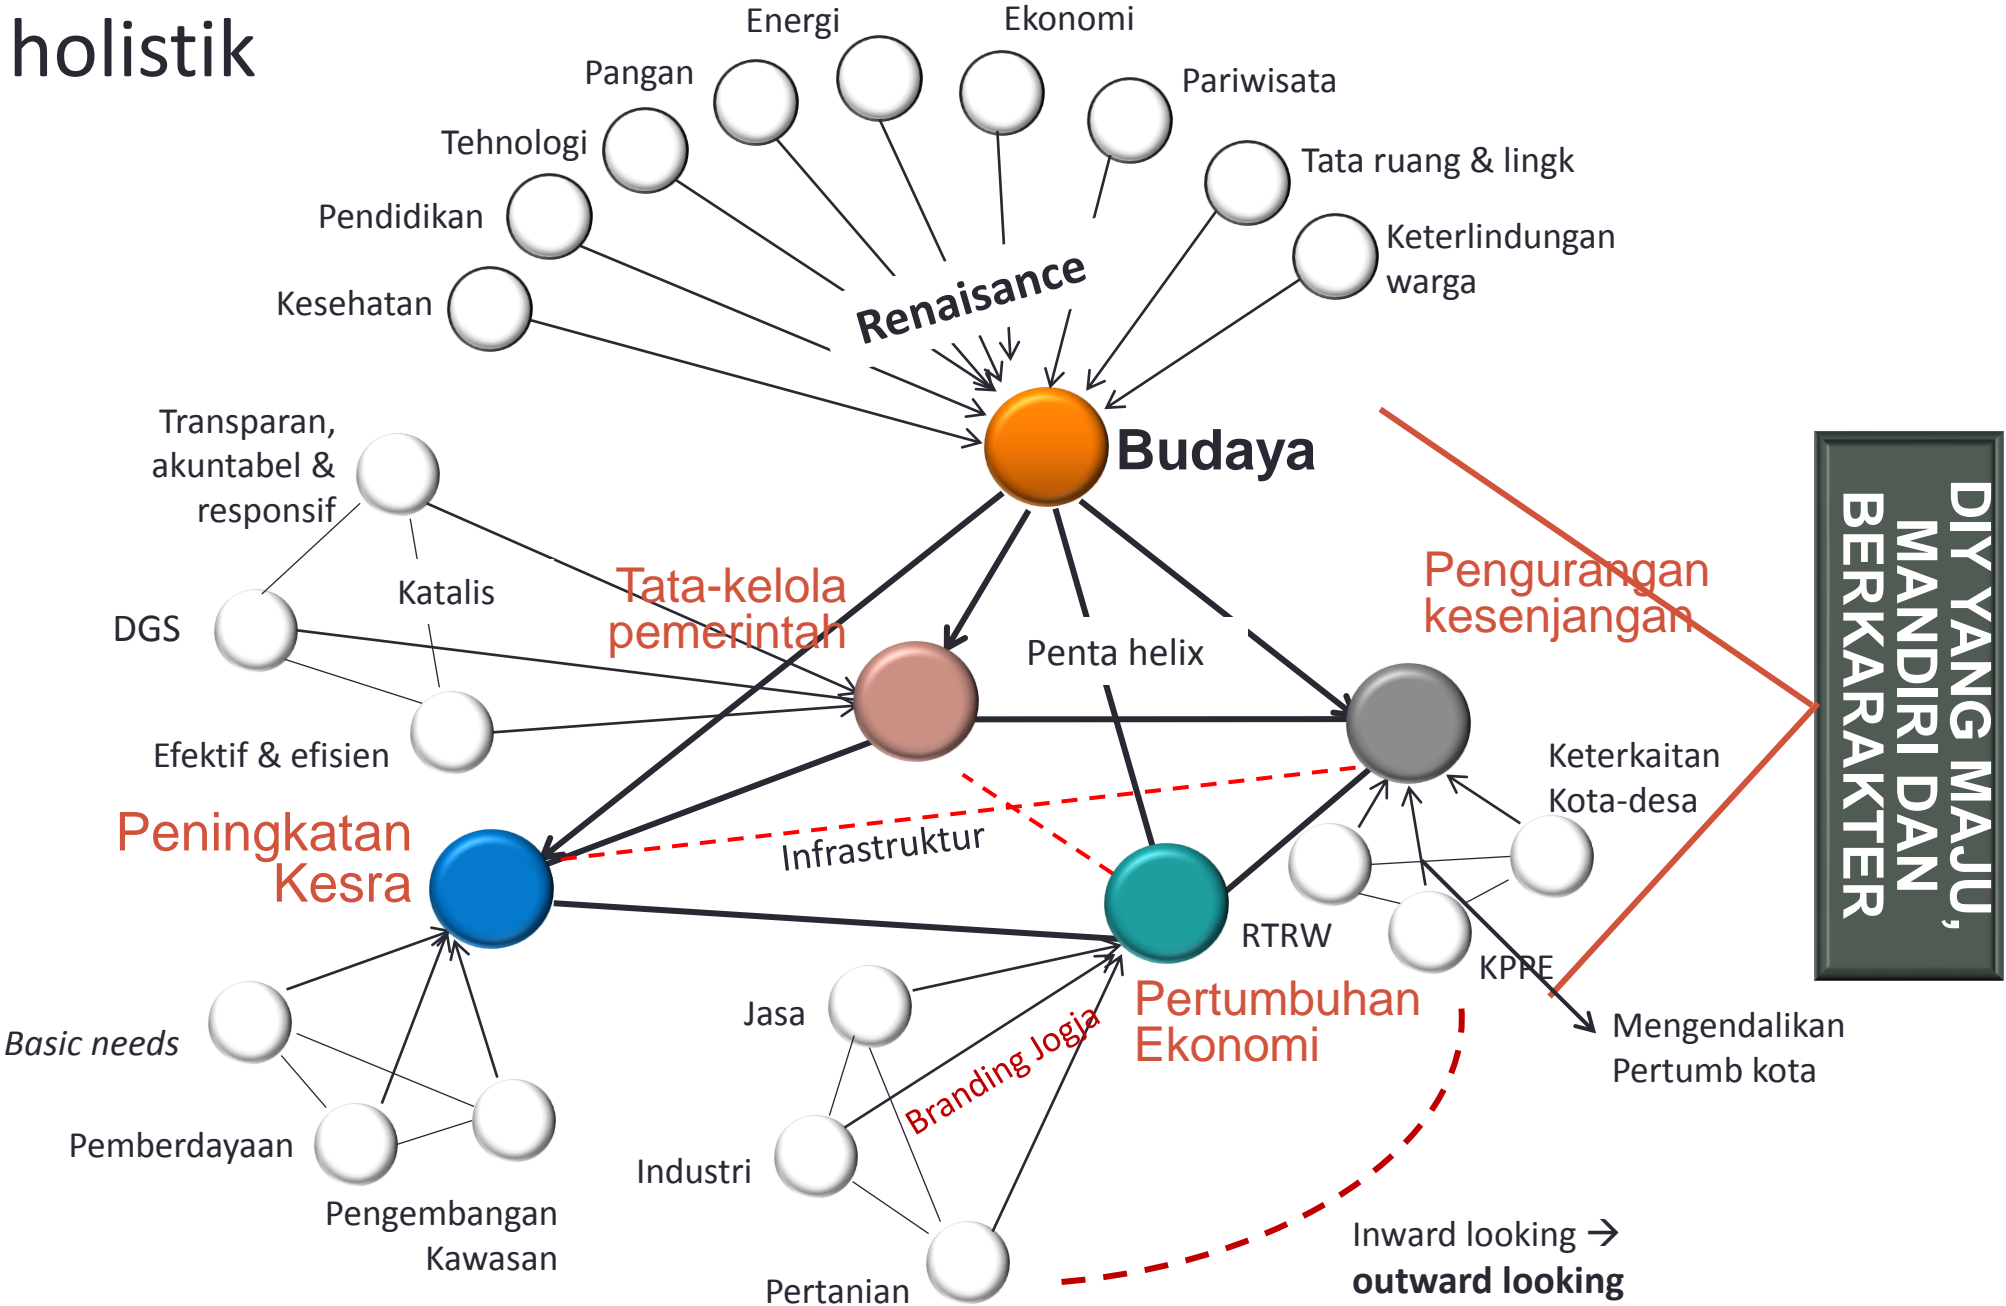 holistik
Energi
Ekonomi
Pangan
Pariwisata
Tehnologi
Tata ruang & lingk
Pendidikan
Keterlindungan
warga
Kesehatan
Renaisance
Budaya
Transparan,
akuntabel &
responsif
Katalis
DGS
Efektif & efisien
Tata-kelola
pemerintah
Penta helix
Pengurangan
kesenjangan
DIY YANG MAJU,
MANDIRI DAN
BERKARAKTER
Keterkaitan
Kota-desa
Peningkatan
Kesra
Infrastruktur
RTRW
KPPE
Pertumbuhan
Ekonomi
Mengendalikan
Pertumb kota
Basic needs
Pemberdayaan
Pengembangan
Kawasan
Jasa
Branding Jogja
Industri
Pertanian
Inward looking →
outward looking